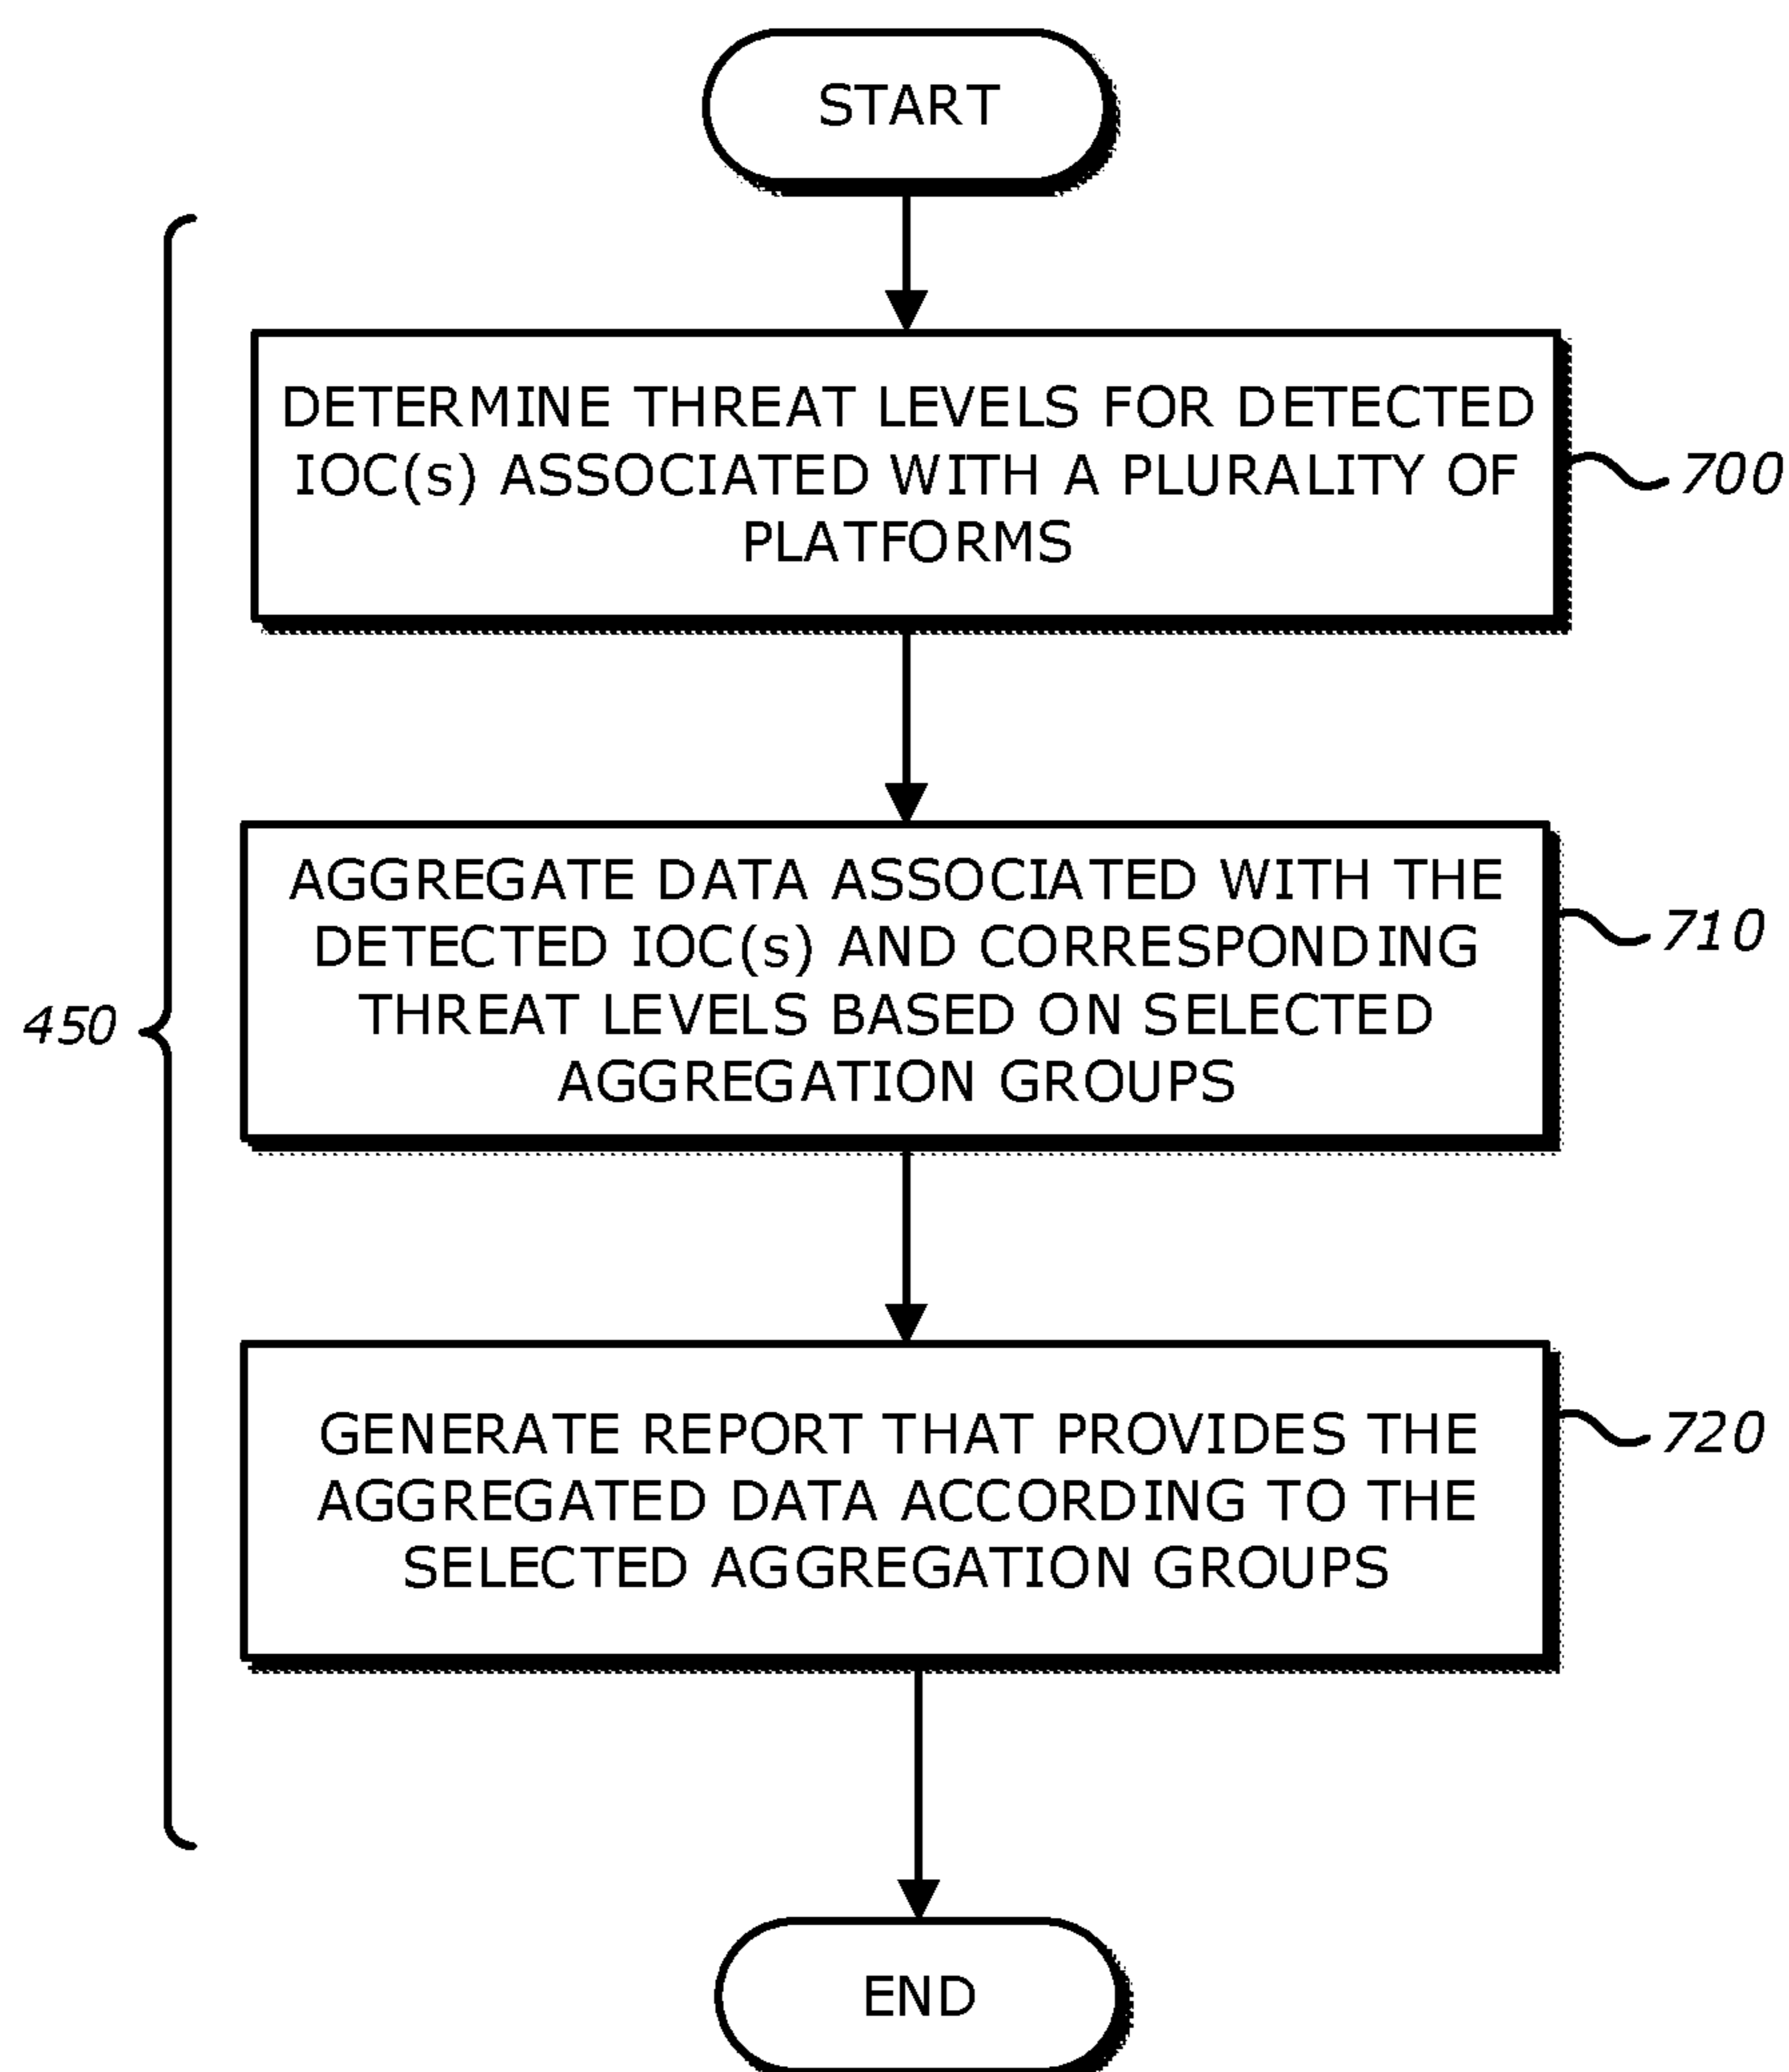 START
DETERMINE THREAT LEVELS FOR DETECTED
IOC(s) ASSOCIATED WITH A PLURALITY OF
PLATFORMS
700
AGGREGATE DATA ASSOCIATED WITH THE
DETECTED IOC(s) AND CORRESPONDING
THREAT LEVELS BASED ON SELECTED
AGGREGATION GROUPS
710
450
GENERATE REPORT THAT PROVIDES THE
AGGREGATED DATA ACCORDING TO THE
SELECTED AGGREGATION GROUPS
720
END